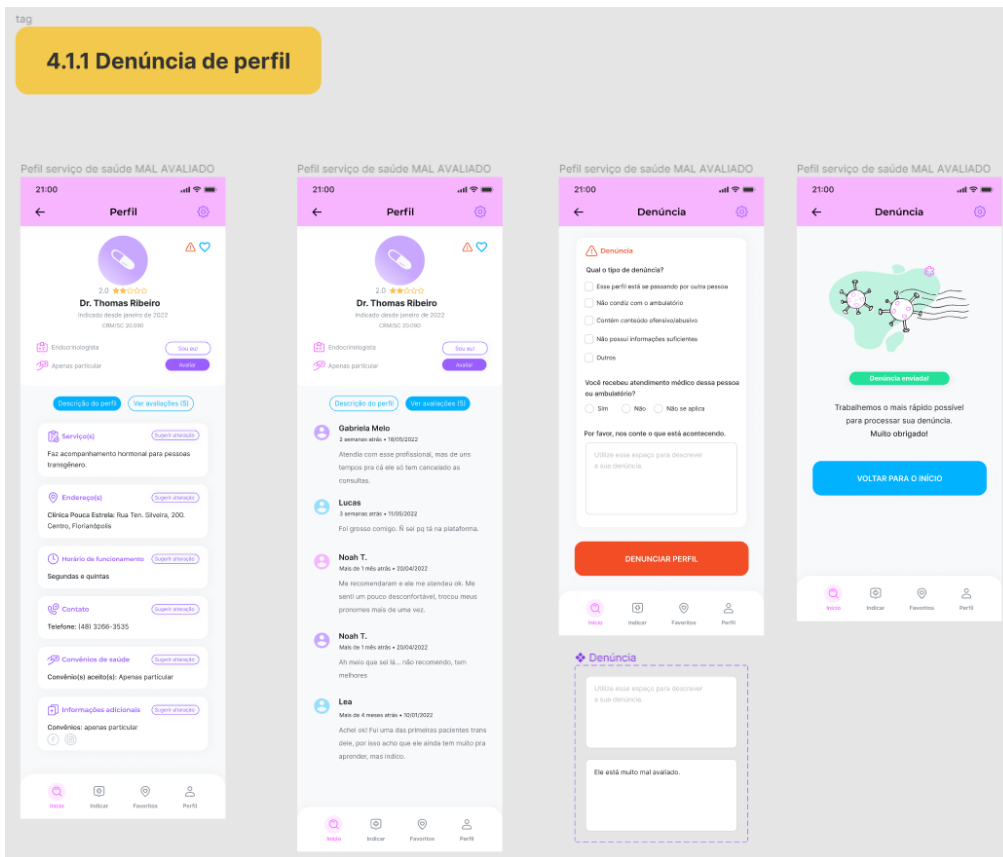 tag
4.1.1 Denúncia de perfil
Pefil serviço de saúde MAL AVALIADO
21:00
Perfil
2.0
Dr. Thomas Ribeiro
Indicado desde janeiro de 2022
CRM/SC 20.090
Endocrinologista
Sou eu!
Apenas particular
Avaliar
Descrição do perfil
Ver avaliações (5)
Serviço(s)
Sugerir alteração
Faz acompanhamento hormonal para pessoas
transgênero.
Endereço(s)
Sugerir alteração
Clínica Pouca Estrela: Rua Ten. Silveira, 200.
Centro, Florianópolis
Horário de funcionamento
Sugerir alteração
Segundas e quintas
Contato
Sugerir alteração
Telefone: (48) 3266-3535
Convênios de saúde
Sugerir alteração
Convênio(s) aceito(s): Apenas particular
Informações adicionais
Sugerir alteração
Convênios: apenas particular
Início
Indicar
Favoritos
Perfil
Pefil serviço de saúde MAL AVALIADO
21:00
Perfil
2.0
Dr. Thomas Ribeiro
Indicado desde janeiro de 2022
CRM/SC 20.090
Endocrinologista
Sou eu!
Apenas particular
Avaliar
Descrição do perfil
Ver avaliações (5)
Gabriela Melo
2 semanas atrás • 18/05/2022
Atendia com esse profissional, mas de uns
tempos pra cá ele só tem cancelado as
consultas.
Lucas
3 semanas atrás • 11/05/2022
Foi grosso comigo. Ñ sei pq tá na plataforma.
Noah T.
Mais de 1 mês atrás • 20/04/2022
Me recomendaram e ele me atendeu ok. Me
senti um pouco desconfortável, trocou meus
pronomes mais de uma vez.
Noah T.
Mais de 1 mês atrás • 20/04/2022
Ah meio que sei lá... não recomendo, tem
melhores
Lea
Mais de 4 meses atrás • 10/01/2022
Achei ok! Fui uma das primeiras pacientes trans
dele, por isso acho que ele ainda tem muito pra
aprender, mas indico.
Início
Indicar
Favoritos
Perfil
Pefil serviço de saúde MAL AVALIADO
21:00
Denúncia
Denúncia
Qual o tipo de denúncia?
Esse perfil está se passando por outra pessoa
Não condiz com o ambulatório
Contém conteúdo ofensivo/abusivo
Não possui informações suficientes
Outros
Você recebeu atendimento médico dessa pessoa
ou ambulatório?
Sim
Não
Não se aplica
Por favor, nos conte o que está acontecendo.
Utilize esse espaço para descrever
a sua denúncia.
DENUNCIAR PERFIL
Início
Indicar
Favoritos
Perfil
Denúncia
Utilize esse espaço para descrever
a sua denúncia.
Ele está muito mal avaliado.
Pefil serviço de saúde MAL AVALIADO
21:00
Denúncia
Denúncia enviada!
Trabalhemos o mais rápido possível
para processar sua denúncia.
Muito obrigado!
VOLTAR PARA O INÍCIO
Início
Indicar
Favoritos
Perfil